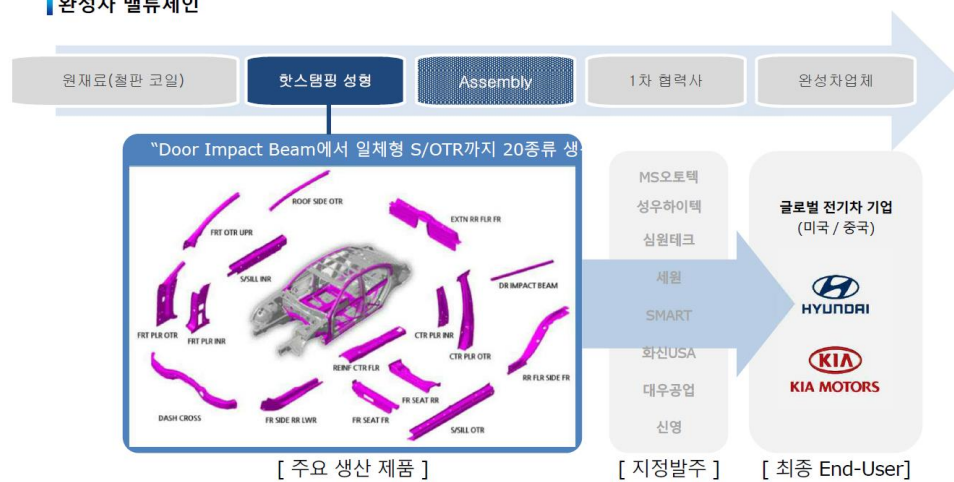 완성차 밸류체인
원재료(철판 코일)
핫스탬핑 성형
Assembly
1차 협력사
완성차업체
"Door Impact Beam에서 일체형 S/OTR까지 20종류 생
ROOF SIDE OTR
FRT OTR UPR
EXTN RR FLR FR
S/SILL INR
DR IMPACT BEAM
FRT PLR OTR
FRT PLR INR
CTR PLR INR
CTR PLR OTR
REINF CTR FLR
RR FLR SIDE FR
FR SEAT RR
DASH CROSS
FR SIDE RR LWR
FR SEAT FR
S/SILL OTR
[ 주요 생산 제품 ]
MS오토텍
성우하이텍
심원테크
세원
SMART
화신USA
대우공업
신영
[ 지정발주 ]
글로벌 전기차 기업
(미국 / 중국)
HYUNDAI
KIA
KIA MOTORS
[ 최종 End-User]